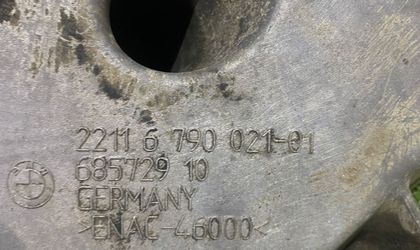 2211 6 790 021-01
685729 10
GERMANY
>ENAC-46000<